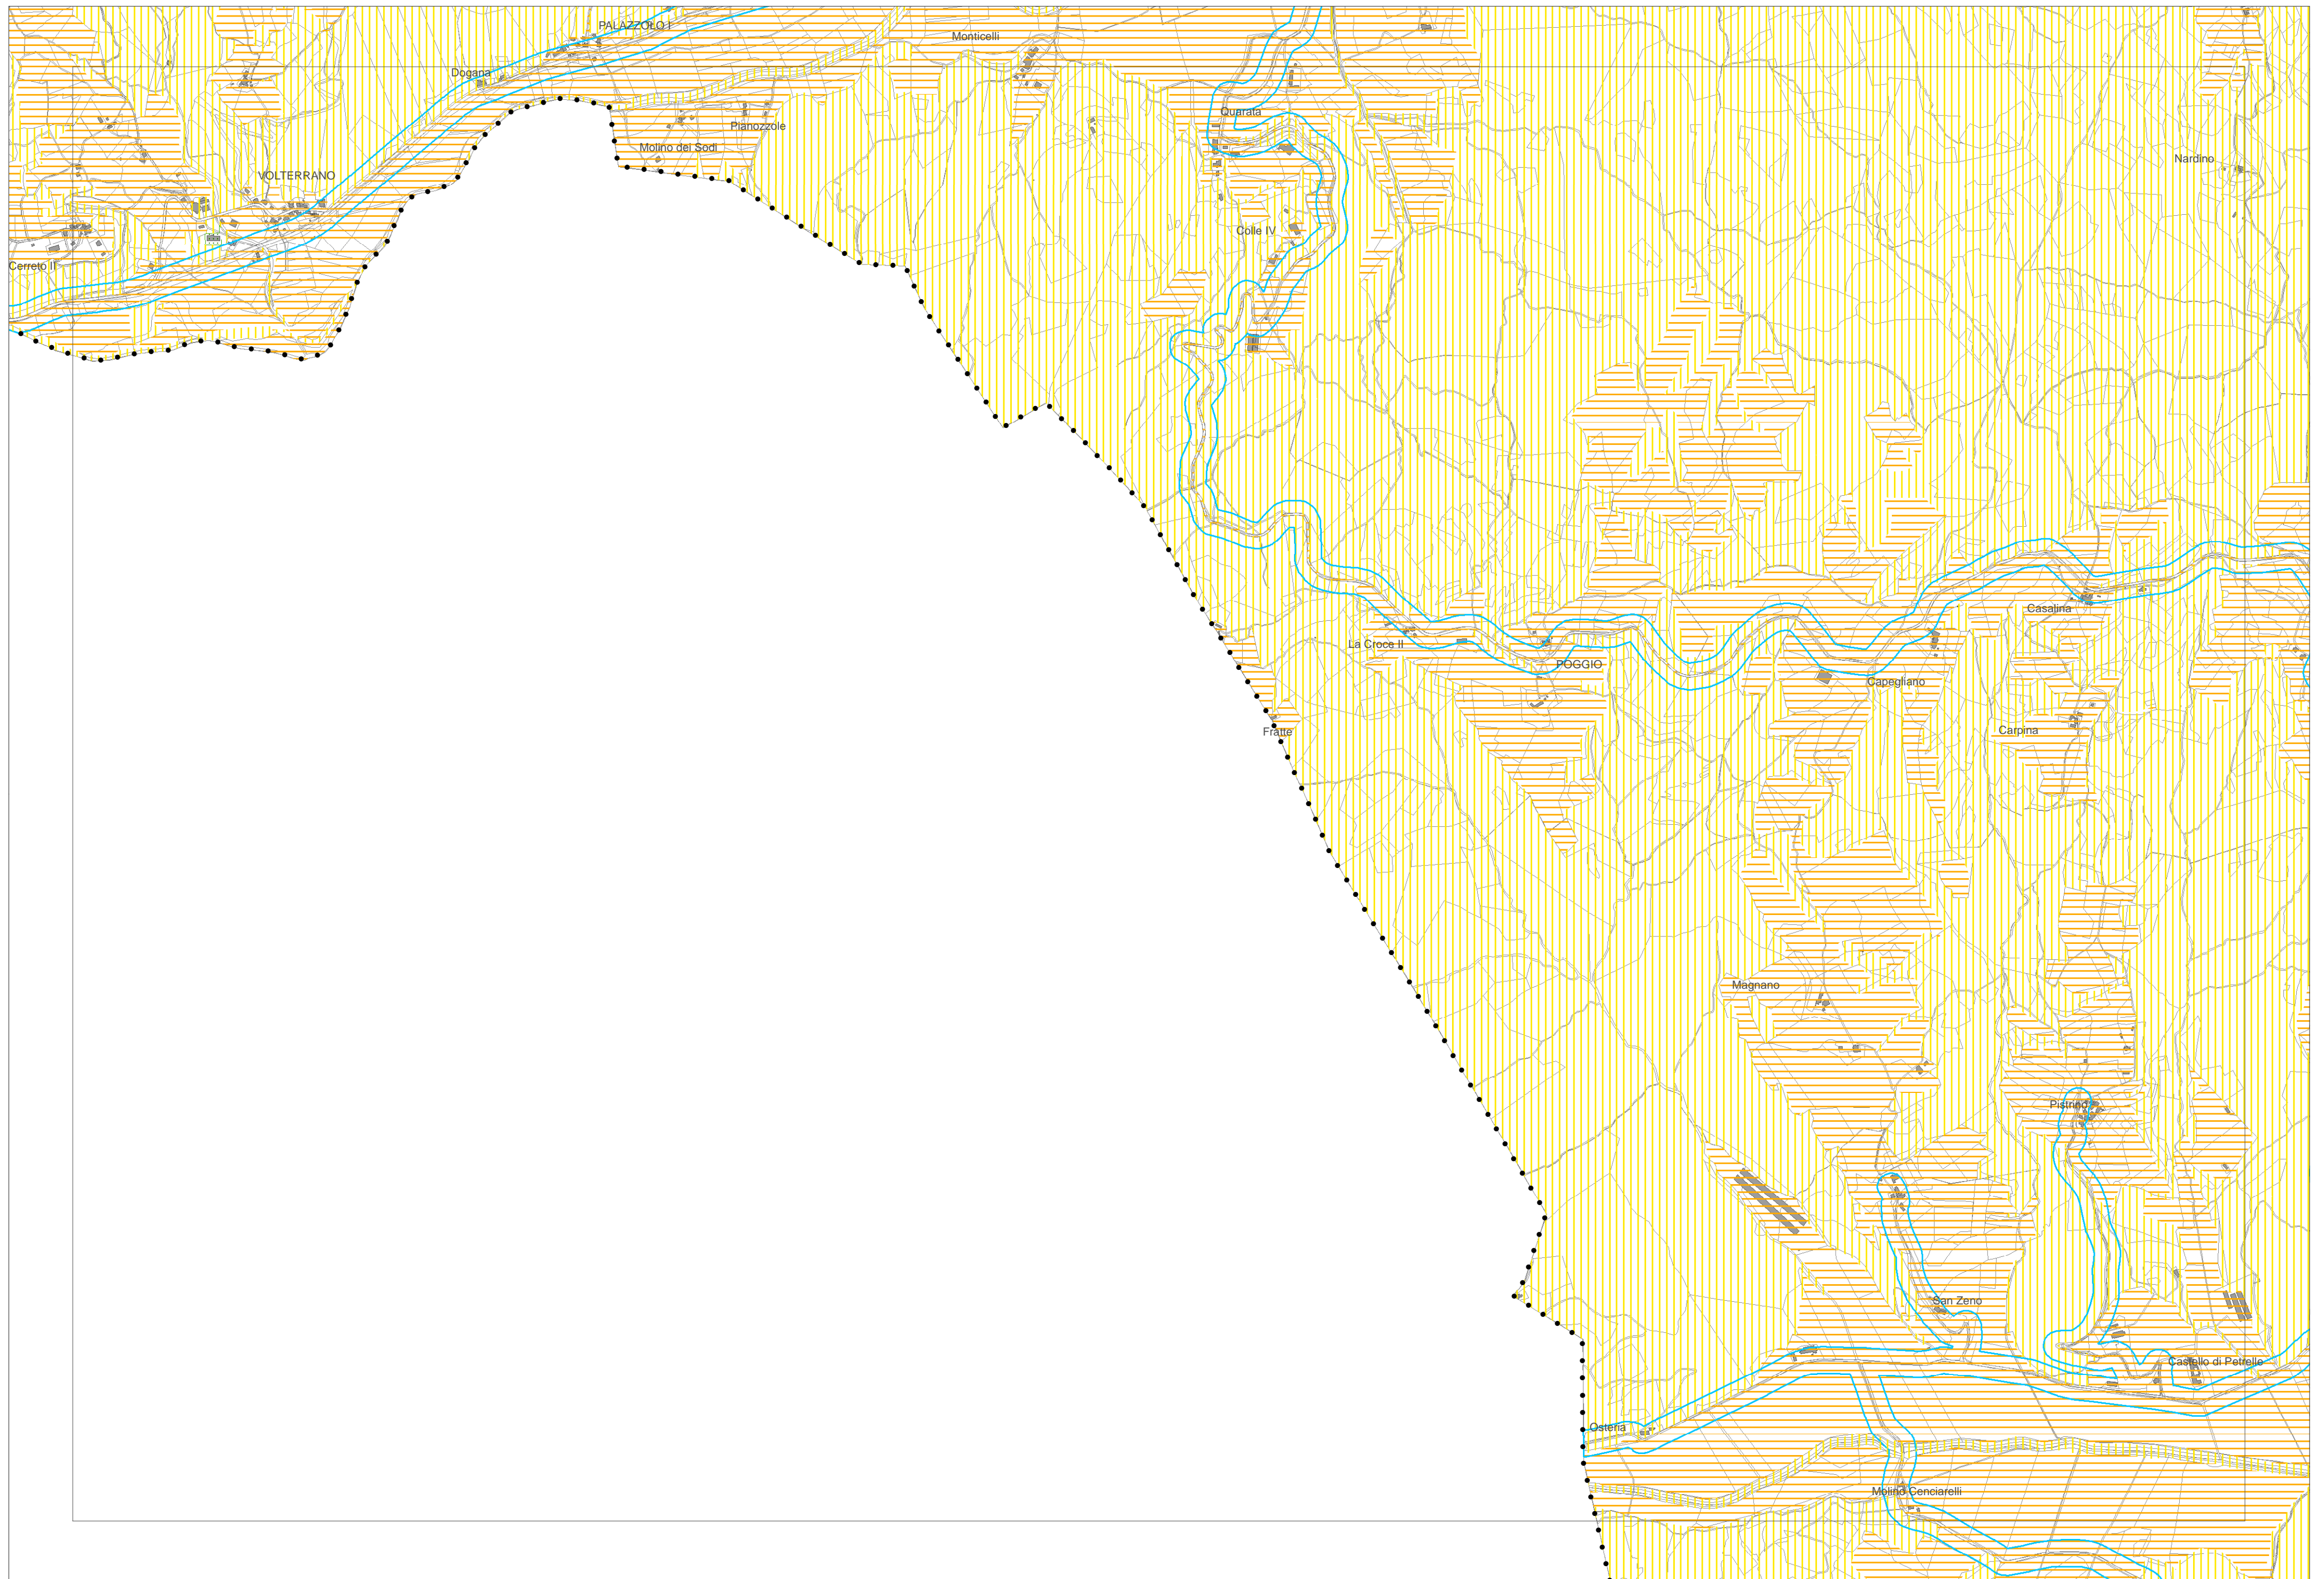 PALAZZOLO I
Monticelli
Dogana
Quarata
Pianozzole
Molino dei Sodi
Nardino
VOLTERRANO
Colle IV
Cerreto II
Casalina
La Croce II
POGGIO
Capegliano
Fratte
Carpina
Magnano
Pistrino
San Zeno
Castello di Petrelle
Osteria
Molino Cenciarelli